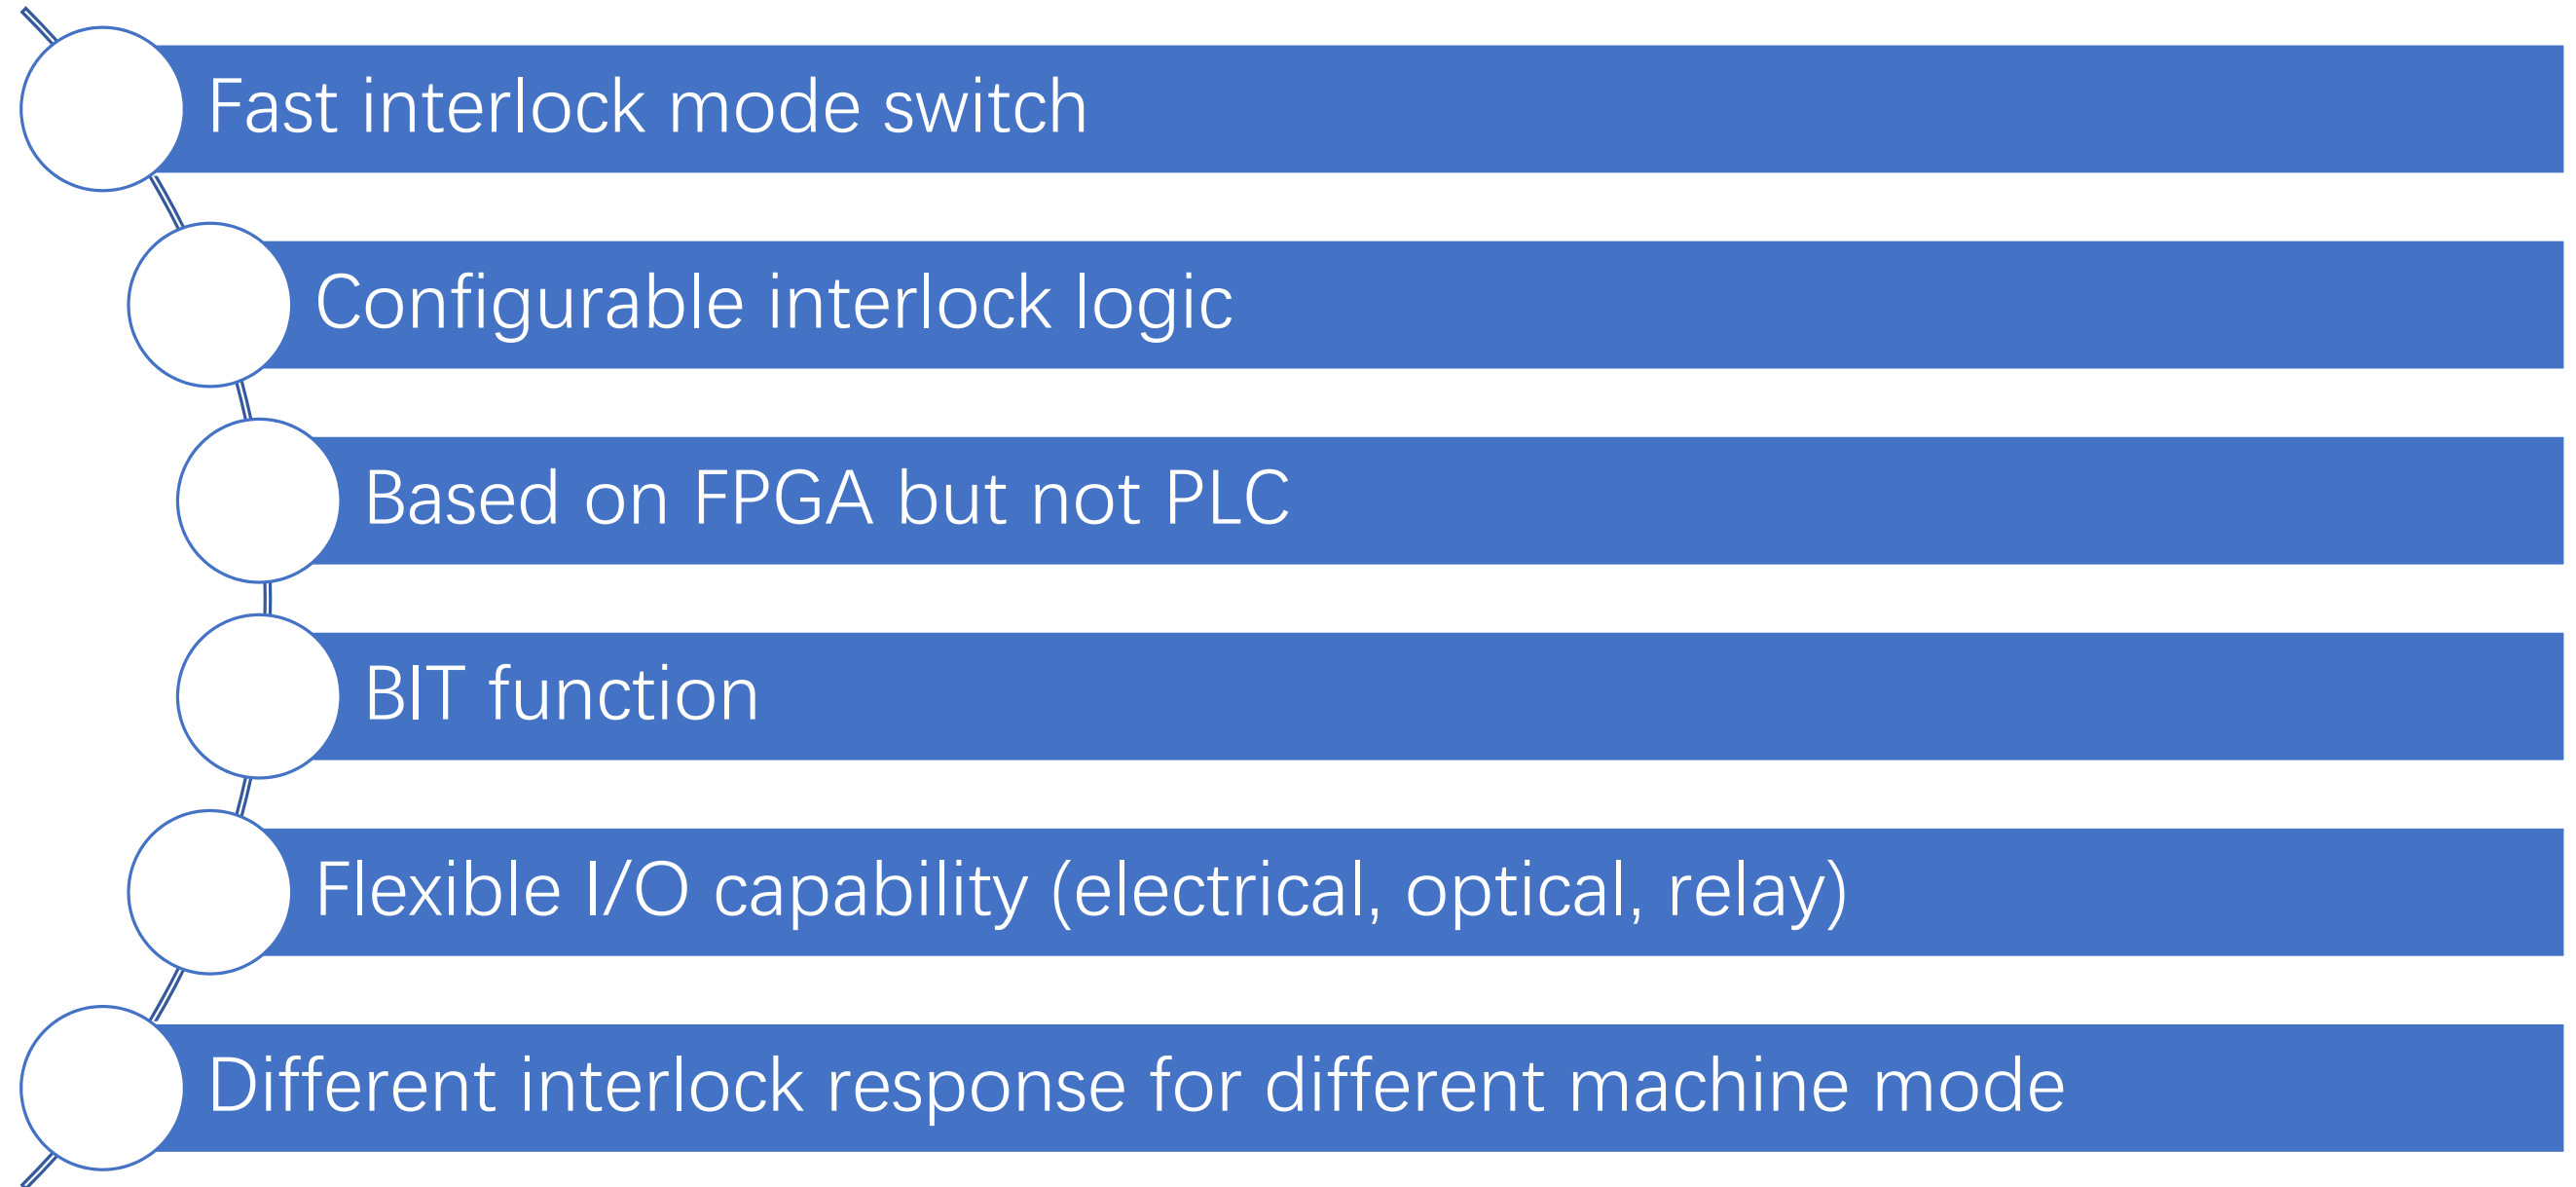 Fast interlock mode switch
Configurable interlock logic
Based on FPGA but not PLC
BIT function
Flexible I/O capability (electrical, optical, relay)
Different interlock response for different machine mode